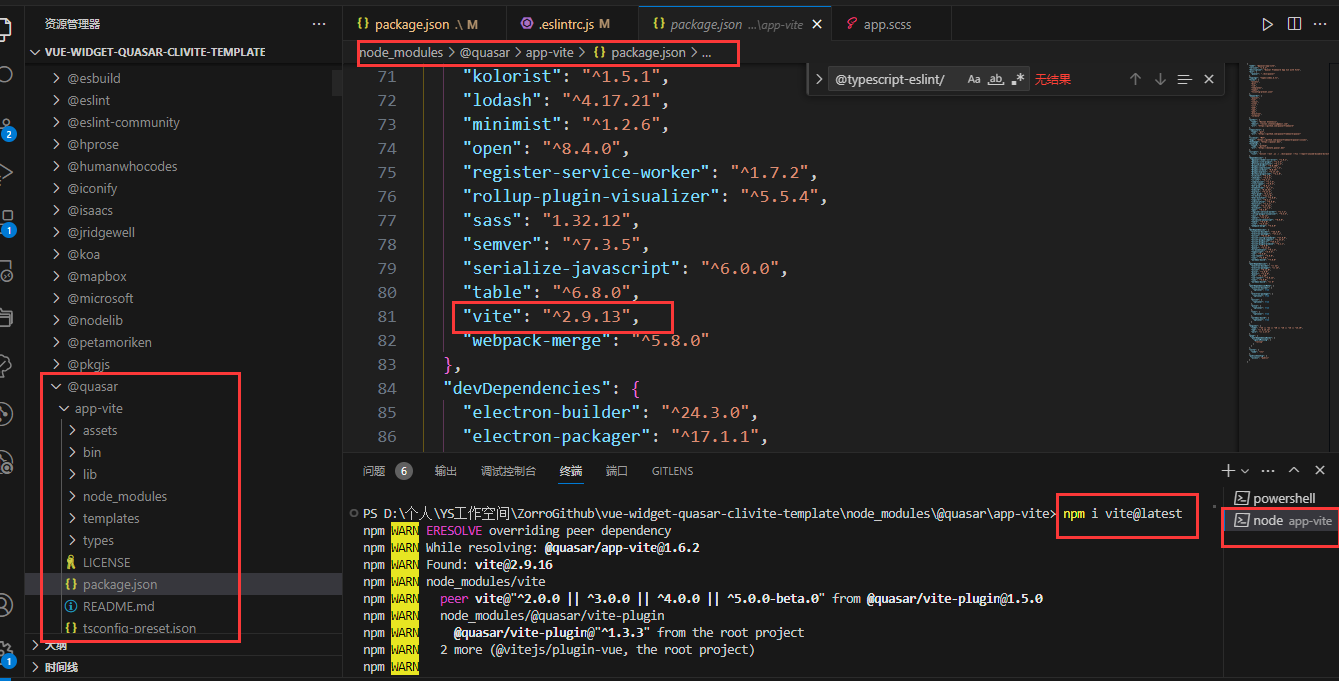 资源管理器
VUE-WIDGET-QUASAR-CLIVITE-TEMPLATE
@esbuild
@eslint
@eslint-community
@hprose
@humanwhocodes
@iconify
@isaacs
@jridgewell
@koa
@mapbox
@microsoft
@nodelib
@petamoriken
@pkgjs
@quasar
app-vite
assets
bin
lib
node_modules
templates
types
LICENSE
package.json
README.md
tsconfig-preset.json
大纲
时间线
2
1
1
package.json .\ M
.eslintrc.js M
package.json ...\app-vite
app.scss
node_modules > @quasar > app-vite > {} package.json > ...
@typescript-eslint/ Aa ab .* 无结果
71 "kolorist": "^1.5.1",
72 "lodash": "^4.17.21",
73 "minimist": "^1.2.6",
74 "open": "^8.4.0",
75 "register-service-worker": "^1.7.2",
76 "rollup-plugin-visualizer": "^5.5.4",
77 "sass": "1.32.12",
78 "semver": "^7.3.5",
79 "serialize-javascript": "^6.0.0",
80 "table": "^6.8.0",
81 "vite": "^2.9.13",
82 "webpack-merge": "^5.8.0"
83 },
84 "devDependencies": {
85 "electron-builder": "^24.3.0",
86 "electron-packager": "^17.1.1",
问题 6 输出 调试控制台 终端 端口 GITLENS
PS D:\个人\YS工作空间\ZorroGithub\vue-widget-quasar-clivite-template\node_modules\@quasar\app-vite> npm i vite@latest
npm WARN ERESOLVE overriding peer dependency
npm WARN While resolving: @quasar/app-vite@1.6.2
npm WARN Found: vite@2.9.16
npm WARN node_modules/vite
npm WARN peer vite@"^2.0.0 || ^3.0.0 || ^4.0.0 || ^5.0.0-beta.0" from @quasar/vite-plugin@1.5.0
npm WARN node_modules/@quasar/vite-plugin
npm WARN @quasar/vite-plugin@"^1.3.3" from the root project
npm WARN 2 more (@vitejs/plugin-vue, the root project)
npm WARN
powershell
node app-vite